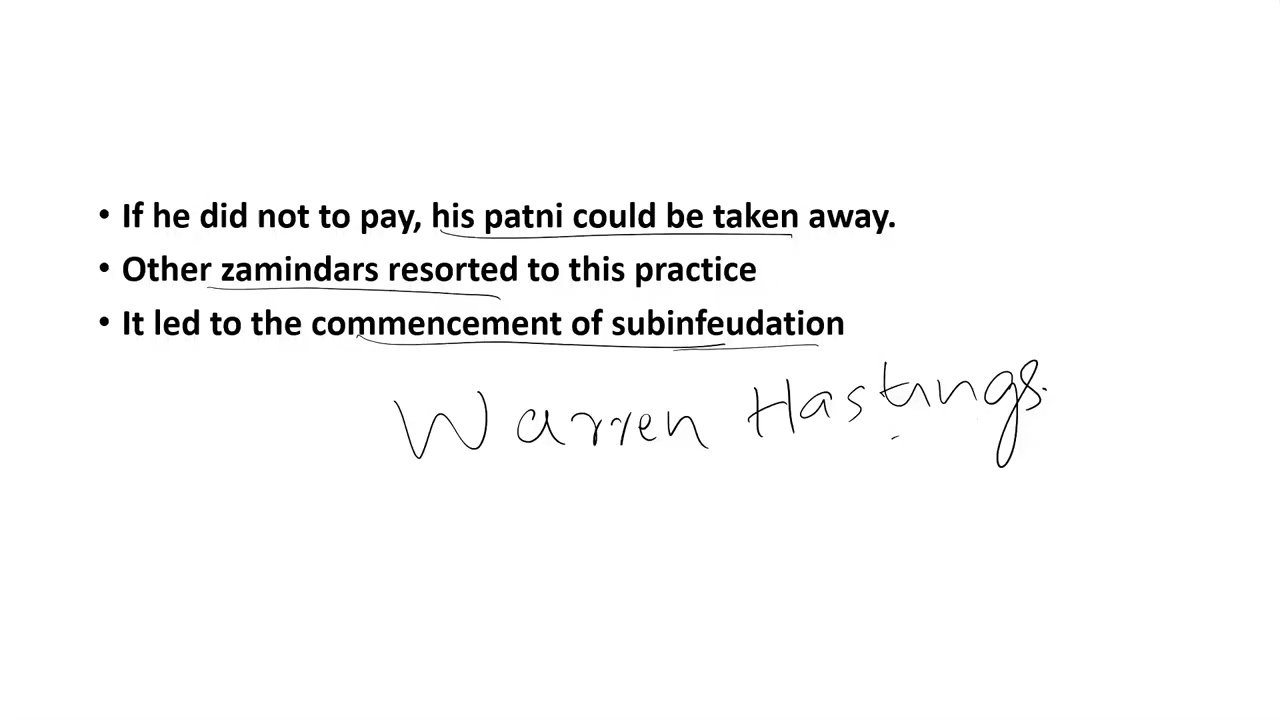 • If he did not to pay, his patni could be taken away.
• Other zamindars resorted to this practice
• It led to the commencement of subinfeudation
Warren Hastings.